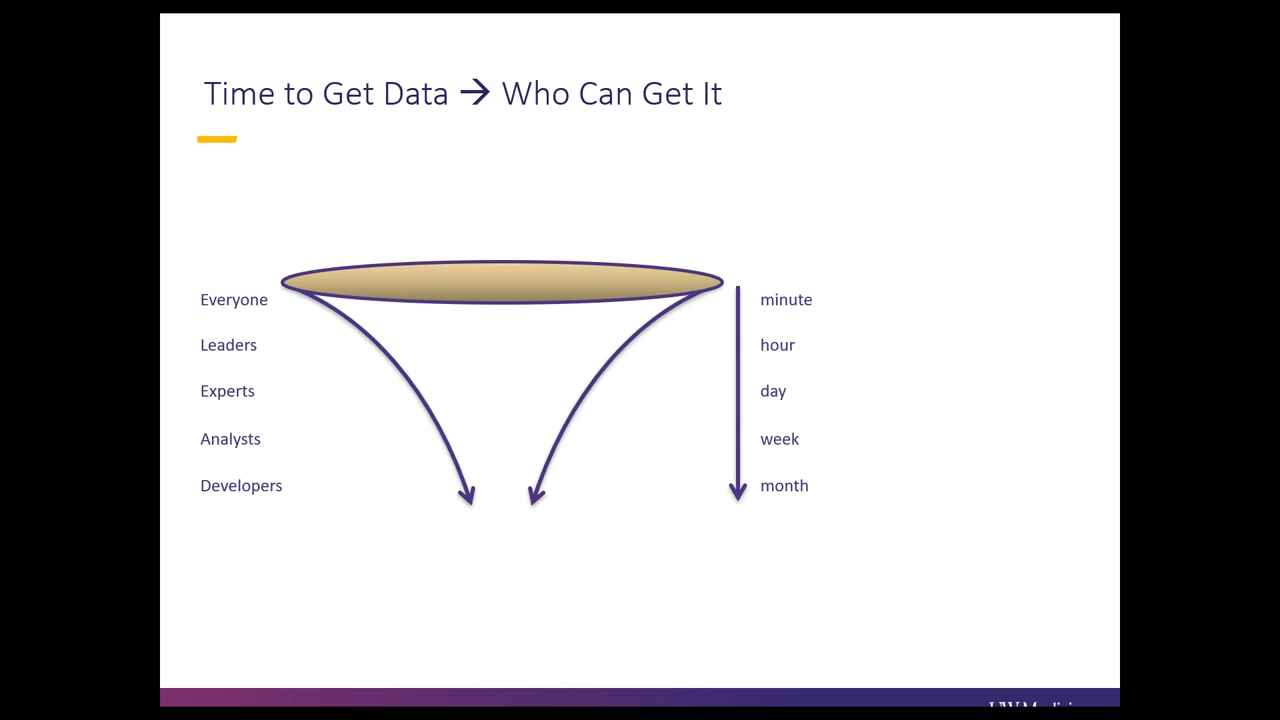 Time to Get Data → Who Can Get It
Everyone
minute
Leaders
hour
Experts
day
Analysts
week
Developers
month